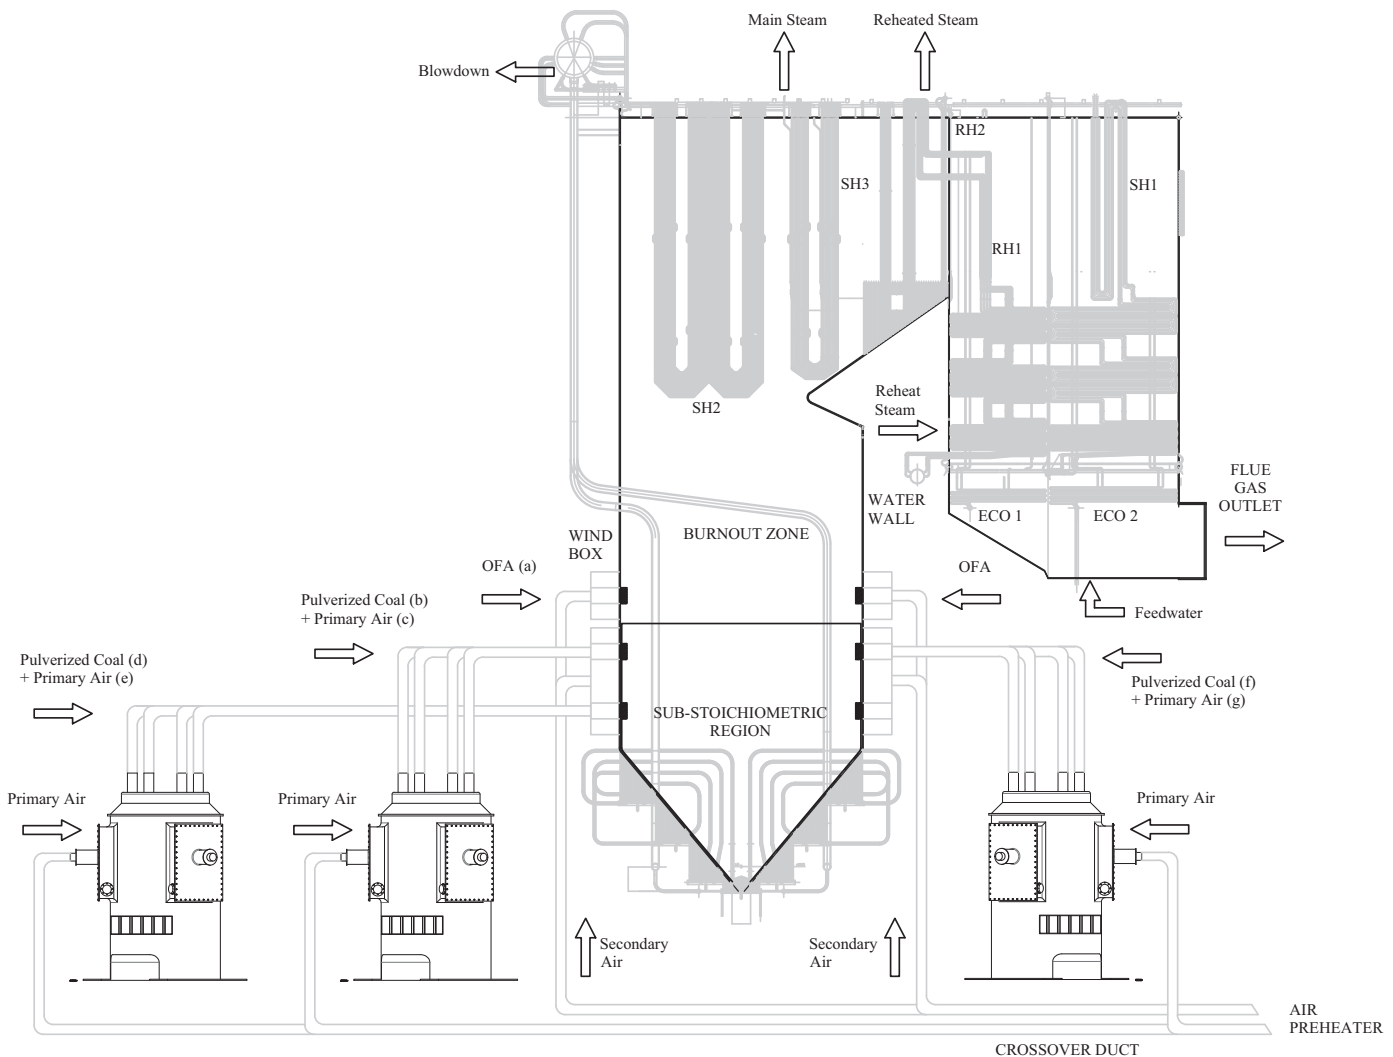 Main Steam
Reheated Steam
Blowdown
RH2
SH3
SH1
RH1
Reheat
Steam
SH2
FLUE
GAS
OUTLET
WATER
WALL
ECO 1
ECO 2
WIND
BOX
BURNOUT ZONE
OFA (a)
OFA
Pulverized Coal (b)
+ Primary Air (c)
Feedwater
Pulverized Coal (d)
+ Primary Air (e)
Pulverized Coal (f)
+ Primary Air (g)
SUB-STOICHIOMETRIC
REGION
Primary Air
Primary Air
Primary Air
Secondary
Air
Secondary
Air
AIR
PREHEATER
CROSSOVER DUCT